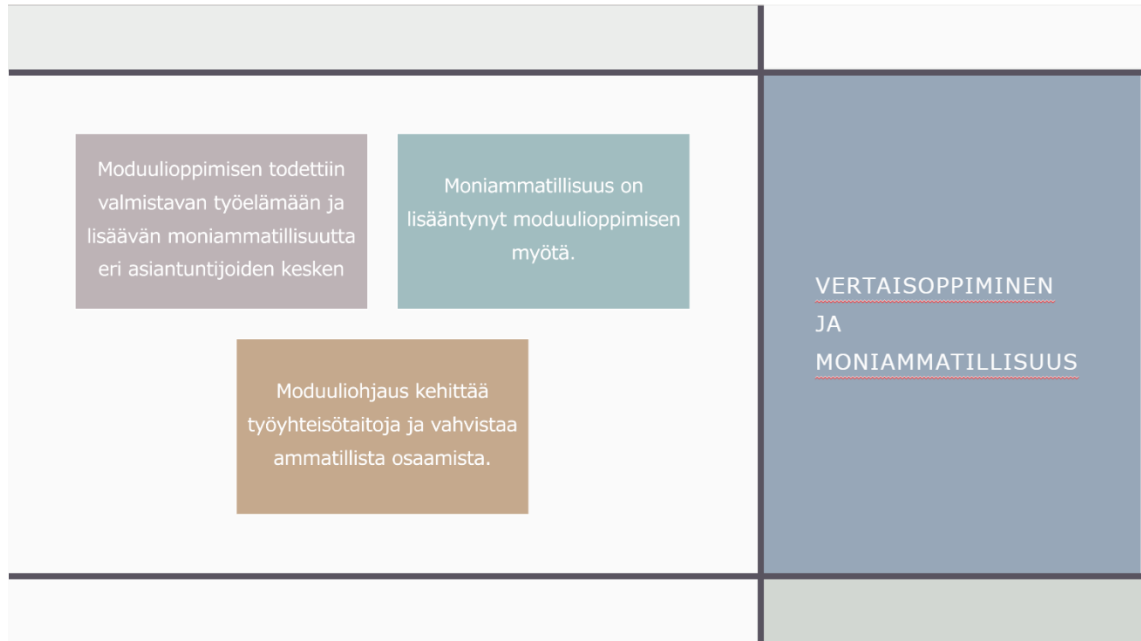 Moduulioppimisen todettiin
valmistavan työelämään ja
lisäävän moniammatillisuutta
eri asiantuntijoiden kesken
Moniammatillisuus on
lisääntynyt moduulioppimisen
myötä.
Moduuliohjaus kehittää
työyhteisötaitoja ja vahvistaa
ammatillista osaamista.
VERTAISOPPIMINEN
JA
MONIAMMATILLISUUS